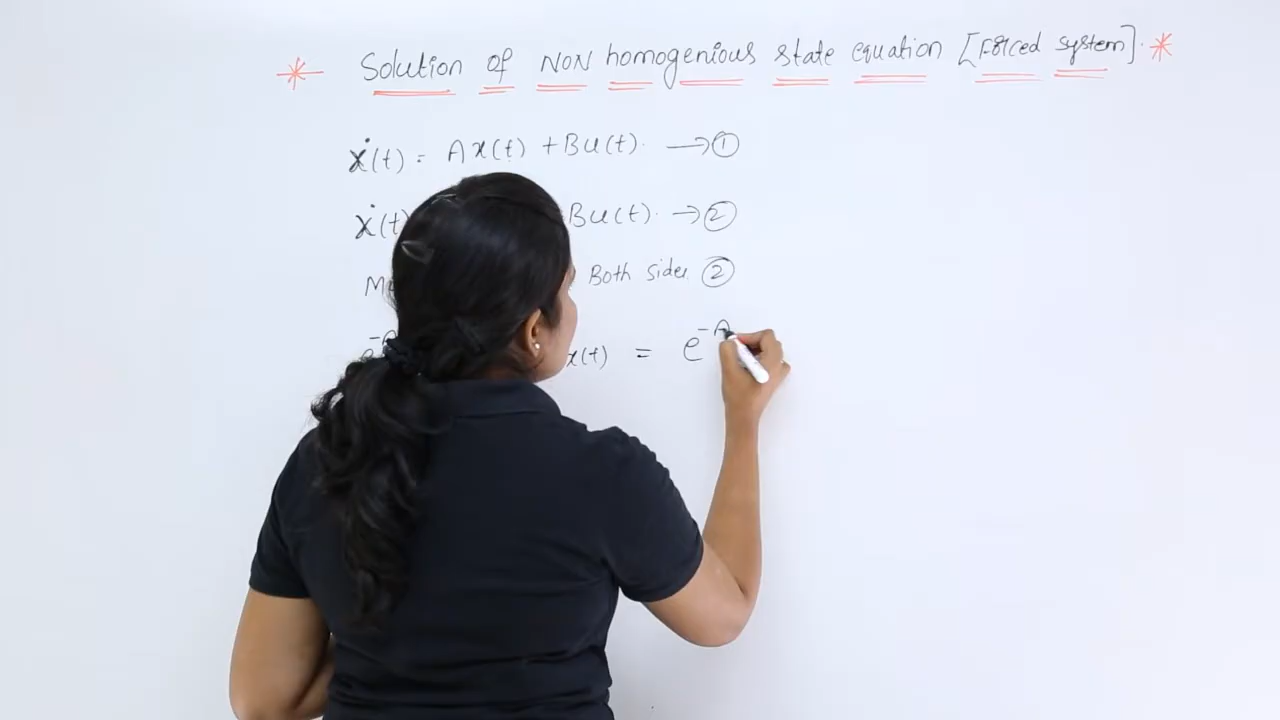 * Solution of NON homogenious state equation [Forced system]. *
ẋ(t) = Ax(t) + Bu(t). → ①
ẋ(t) Bu(t). → ②
Both sides ②
x(t) = e^-A